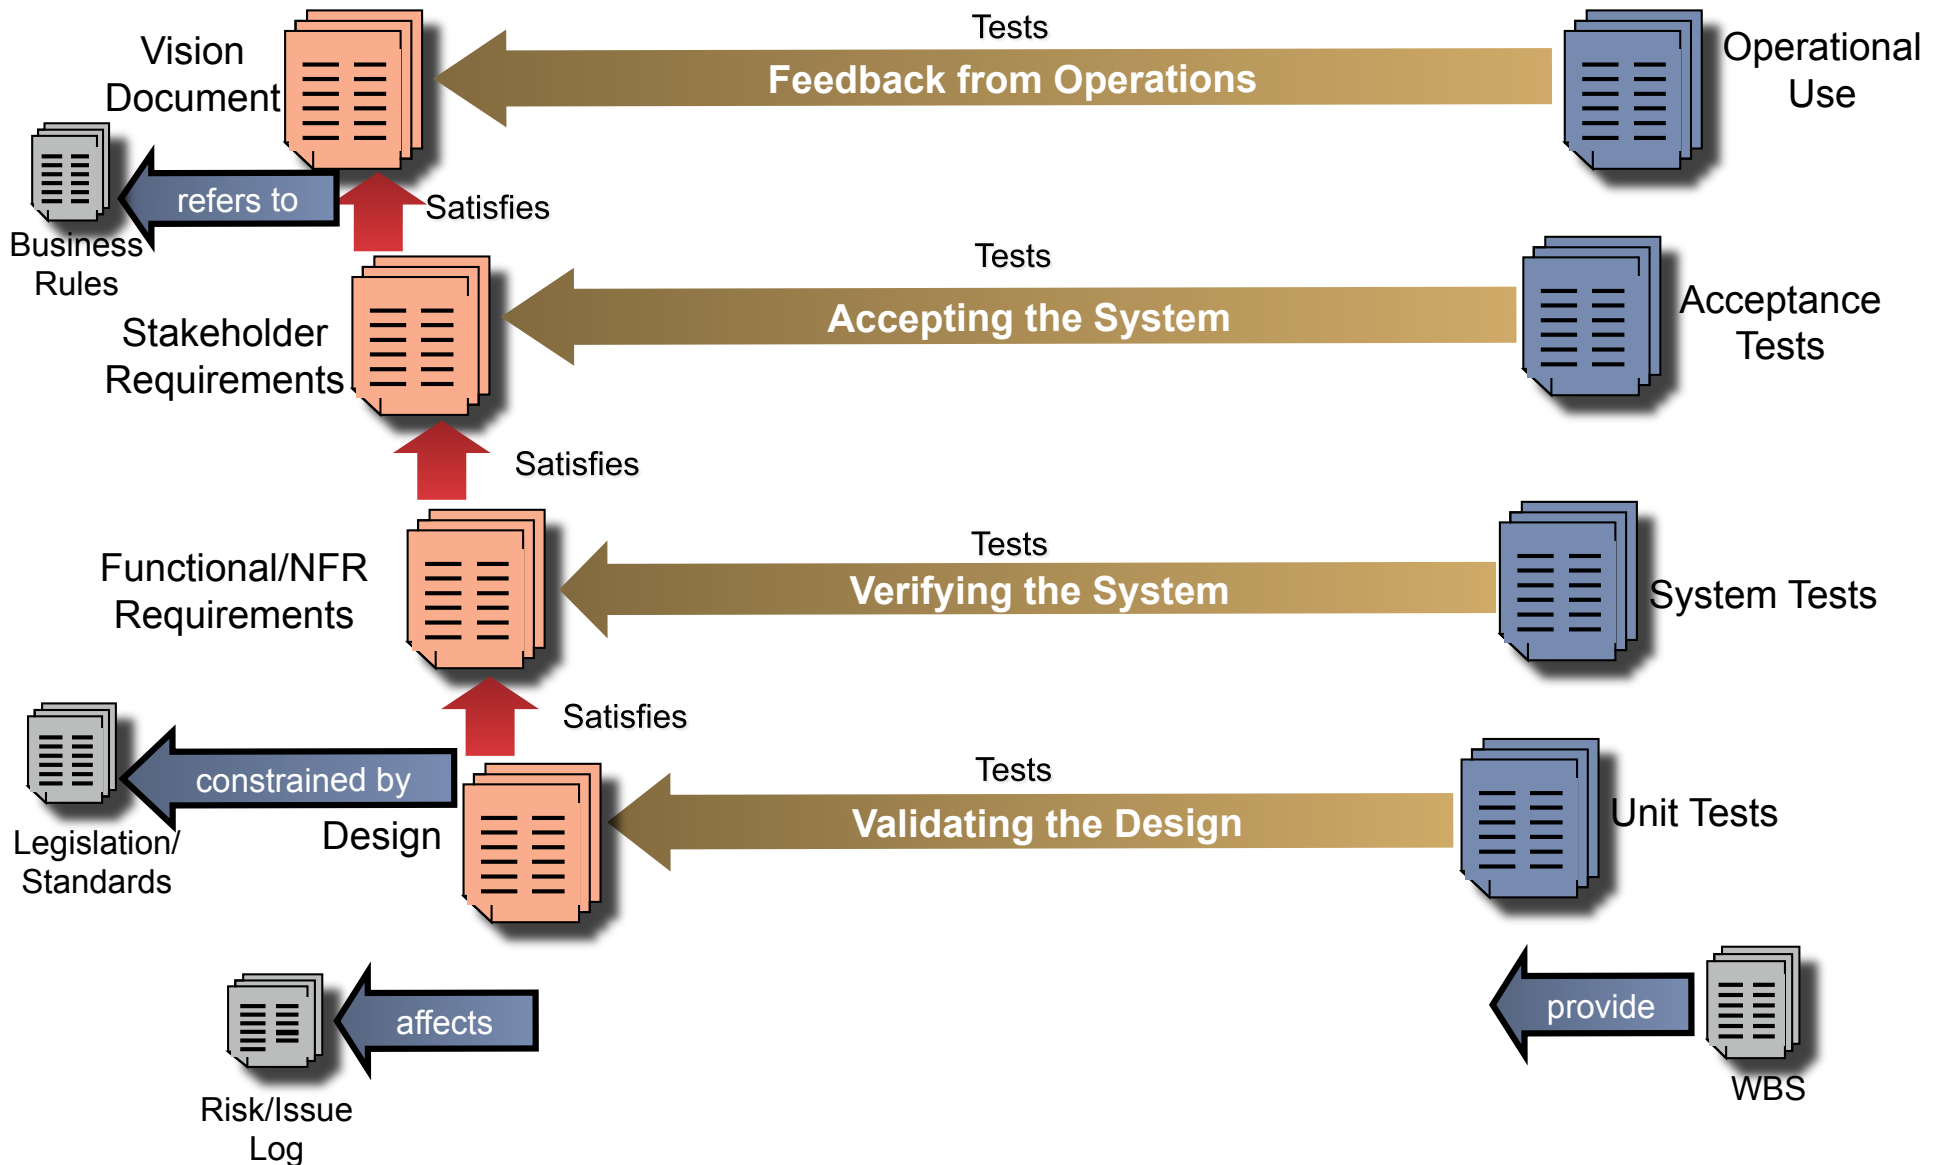 Tests
Vision
Document
Feedback from Operations
Operational
Use
refers to
Satisfies
Business
Rules
Tests
Stakeholder
Requirements
Accepting the System
Acceptance
Tests
Satisfies
Tests
Functional/NFR
Requirements
Verifying the System
System Tests
Satisfies
constrained by
Legislation/
Standards
Design
Tests
Validating the Design
Unit Tests
affects
Risk/Issue
Log
provide
WBS